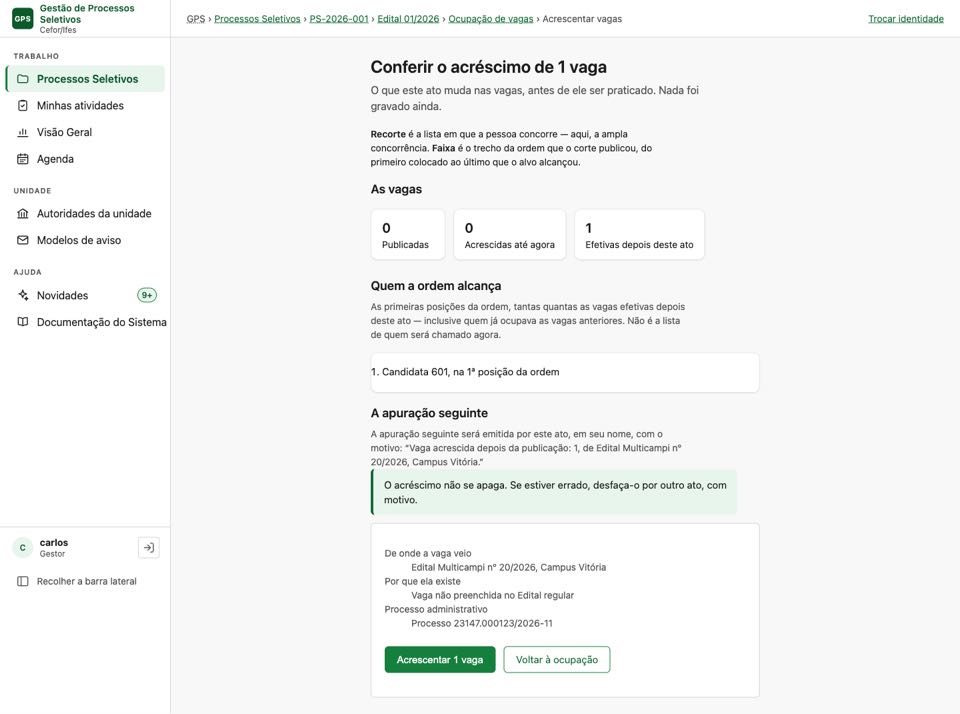 GPS
Gestão de Processos
Seletivos
Cefor/Ifes
GPS › Processos Seletivos › PS-2026-001 › Edital 01/2026 › Ocupação de vagas › Acrescentar vagas
Trocar identidade
TRABALHO
Processos Seletivos
Minhas atividades
Visão Geral
Agenda
UNIDADE
Autoridades da unidade
Modelos de aviso
AJUDA
Novidades
9+
Documentação do Sistema
C
carlos
Gestor
Recolher a barra lateral
Conferir o acréscimo de 1 vaga
O que este ato muda nas vagas, antes de ele ser praticado. Nada foi
gravado ainda.
Recorte é a lista em que a pessoa concorre — aqui, a ampla
concorrência. Faixa é o trecho da ordem que o corte publicou, do
primeiro colocado ao último que o alvo alcançou.
As vagas
0
Publicadas
0
Acrescidas até agora
1
Efetivas depois deste ato
Quem a ordem alcança
As primeiras posições da ordem, tantas quantas as vagas efetivas depois
deste ato — inclusive quem já ocupava as vagas anteriores. Não é a lista
de quem será chamado agora.
1. Candidata 601, na 1ª posição da ordem
A apuração seguinte
A apuração seguinte será emitida por este ato, em seu nome, com o
motivo: "Vaga acrescida depois da publicação: 1, de Edital Multicampi nº
20/2026, Campus Vitória."
O acréscimo não se apaga. Se estiver errado, desfaça-o por outro ato, com
motivo.
De onde a vaga veio
Edital Multicampi nº 20/2026, Campus Vitória
Por que ela existe
Vaga não preenchida no Edital regular
Processo administrativo
Processo 23147.000123/2026-11
Acrescentar 1 vaga
Voltar à ocupação